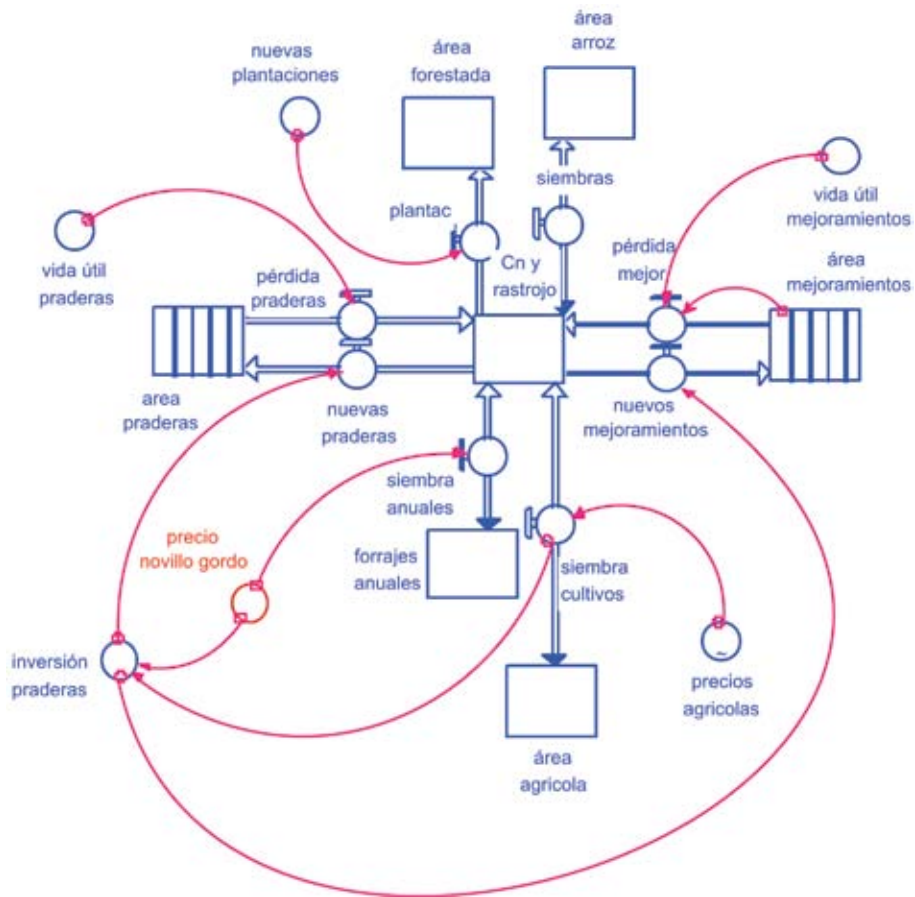 área
arroz
nuevas
plantaciones
área
forestada
siembras
plantac
vida útil
mejoramientos
vida útil
praderas
Cn y
rastrojo
pérdida
mejor
área
mejoramientos
pérdida
praderas
area
praderas
nuevas
praderas
nuevos
mejoramientos
siembra
anuales
precio
novillo gordo
forrajes
anuales
siembra
cultivos
inversión
praderas
~
precios
agricolas
área
agricola